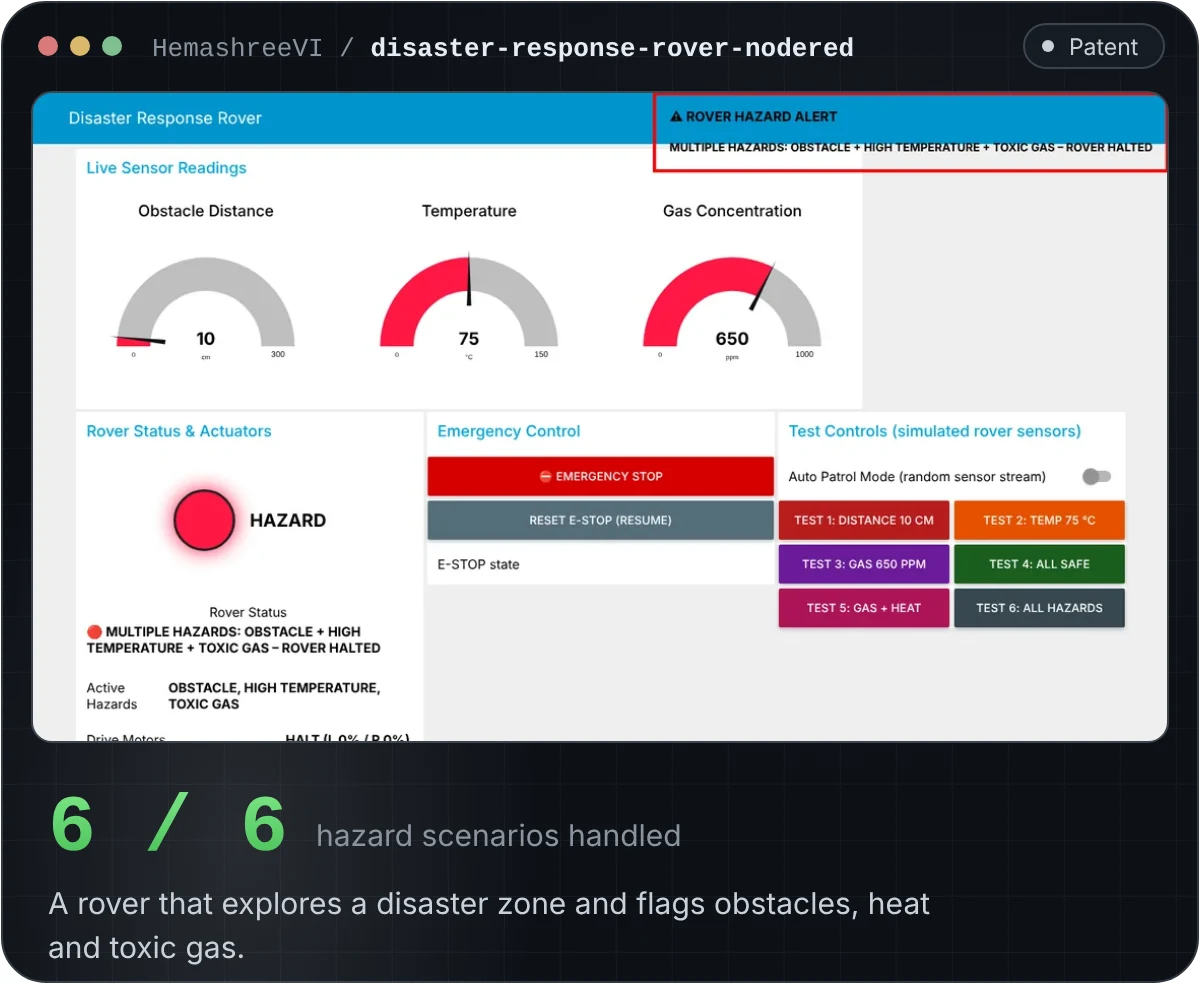 HemashreeVI / disaster-response-rover-nodered
Patent
Disaster Response Rover
⚠ ROVER HAZARD ALERT
MULTIPLE HAZARDS: OBSTACLE + HIGH TEMPERATURE + TOXIC GAS – ROVER HALTED
Live Sensor Readings
Obstacle Distance
10
cm
0
300
Temperature
75
°C
0
150
Gas Concentration
650
ppm
0
1000
Rover Status & Actuators
HAZARD
Rover Status
🔴 MULTIPLE HAZARDS: OBSTACLE + HIGH
TEMPERATURE + TOXIC GAS – ROVER HALTED
Active
Hazards
OBSTACLE, HIGH TEMPERATURE,
TOXIC GAS
Drive Motors
HALT (L 0% / R 0%)
Emergency Control
⛔ EMERGENCY STOP
RESET E-STOP (RESUME)
E-STOP state
Test Controls (simulated rover sensors)
Auto Patrol Mode (random sensor stream)
TEST 1: DISTANCE 10 CM
TEST 2: TEMP 75 °C
TEST 3: GAS 650 PPM
TEST 4: ALL SAFE
TEST 5: GAS + HEAT
TEST 6: ALL HAZARDS
6 / 6 hazard scenarios handled
A rover that explores a disaster zone and flags obstacles, heat
and toxic gas.